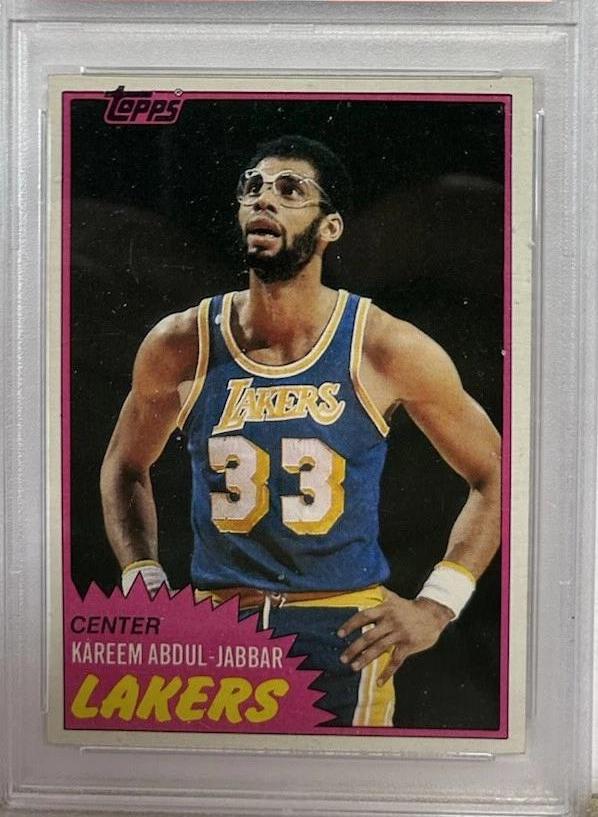 Topps®
LAKERS
33
CENTER
KAREEM ABDUL-JABBAR
LAKERS